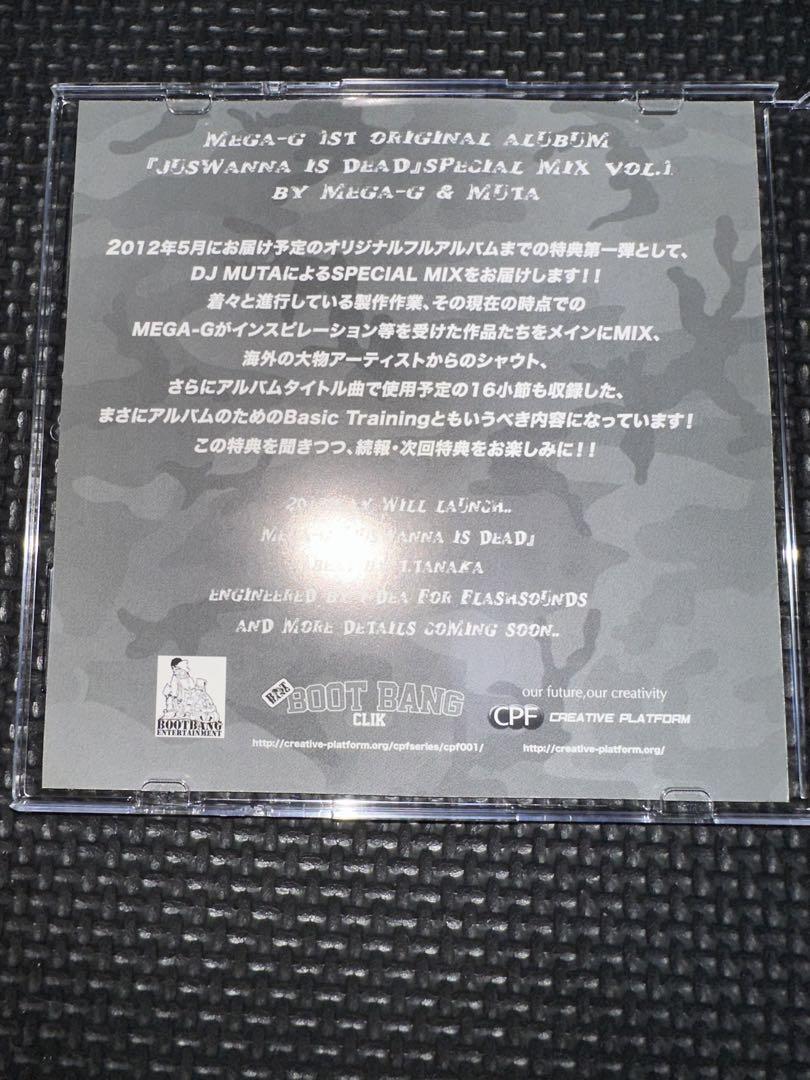 MEGA-G 1ST ORIGINAL ALUBUM
『JUSWANNA IS DEAD』SPECIAL MIX VOL.1
BY MEGA-G & MUTA
2012年5月にお届け予定のオリジナルフルアルバムまでの特典第一弾として、
DJ MUTAによるSPECIAL MIXをお届けします!!
着々と進行している製作作業、その現在の時点での
MEGA-Gがインスピレーション等を受けた作品たちをメインにMIX、
海外の大物アーティストからのシャウト、
さらにアルバムタイトル曲で使用予定の16小節も収録した、
まさにアルバムのためのBasic Trainingともいうべき内容になっています!
この特典を聞きつつ、続報・次回特典をお楽しみに!!
WILL LAUNCH..
IS DEAD』
I.TANAKA
ENGINEERED BY I-DEA FOR FLASHSOUNDS
AND MORE DETAILS COMING SOON..
BOOTBANG
ENTERTAINMENT
BOOT BANG
CLIK
http://creative-platform.org/cpfseries/cpf001/
our future,our creativity
CPF CREATIVE PLATFORM
http://creative-platform.org/